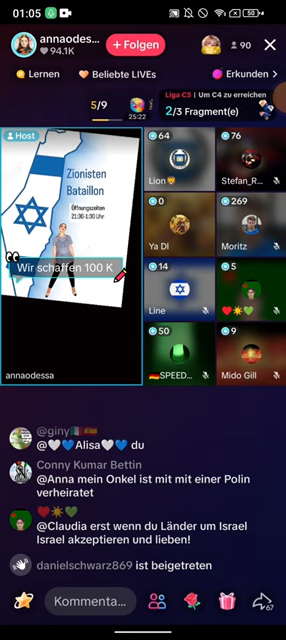 01:05
50
annaodes...
94.1K
+ Folgen
90
Lernen
Beliebte LIVEs
Erkunden >
5/9
25:22
Liga C5 | Um C4 zu erreichen
2/3 Fragment(e)
Host
Zionisten
Bataillon
Öffnungszeiten
21:30-1:30 Uhr
Wir schaffen 100 K
annaodessa
64
Lion🦁
76
Stefan_R...
0
Ya DI
269
Moritz
14
Line
5
❤️☀️💚
50
🇩🇪SPEED...
9
Mido Gill
@giny🇮🇹🇪🇸
@🤍💙Alisa🤍💙 du
Conny Kumar Bettin
@Anna mein Onkel ist mit mit einer Polin
verheiratet
❤️☀️💚
@Claudia erst wenn du Länder um Israel
Israel akzeptieren und lieben!
danielschwarz869 ist beigetreten
Kommenta...
67